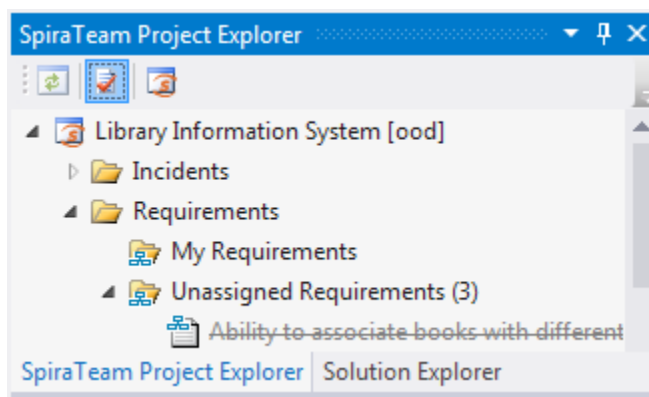 SpiraTeam Project Explorer
Library Information System [ood]
Incidents
Requirements
My Requirements
Unassigned Requirements (3)
Ability to associate books with different
SpiraTeam Project Explorer Solution Explorer